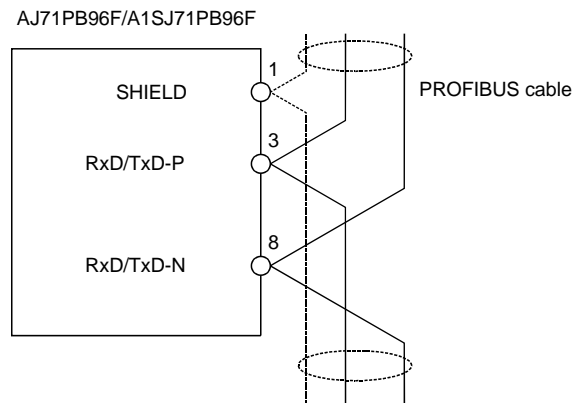 AJ71PB96F/A1SJ71PB96F
1
SHIELD
PROFIBUS cable
3
RxD/TxD-P
8
RxD/TxD-N